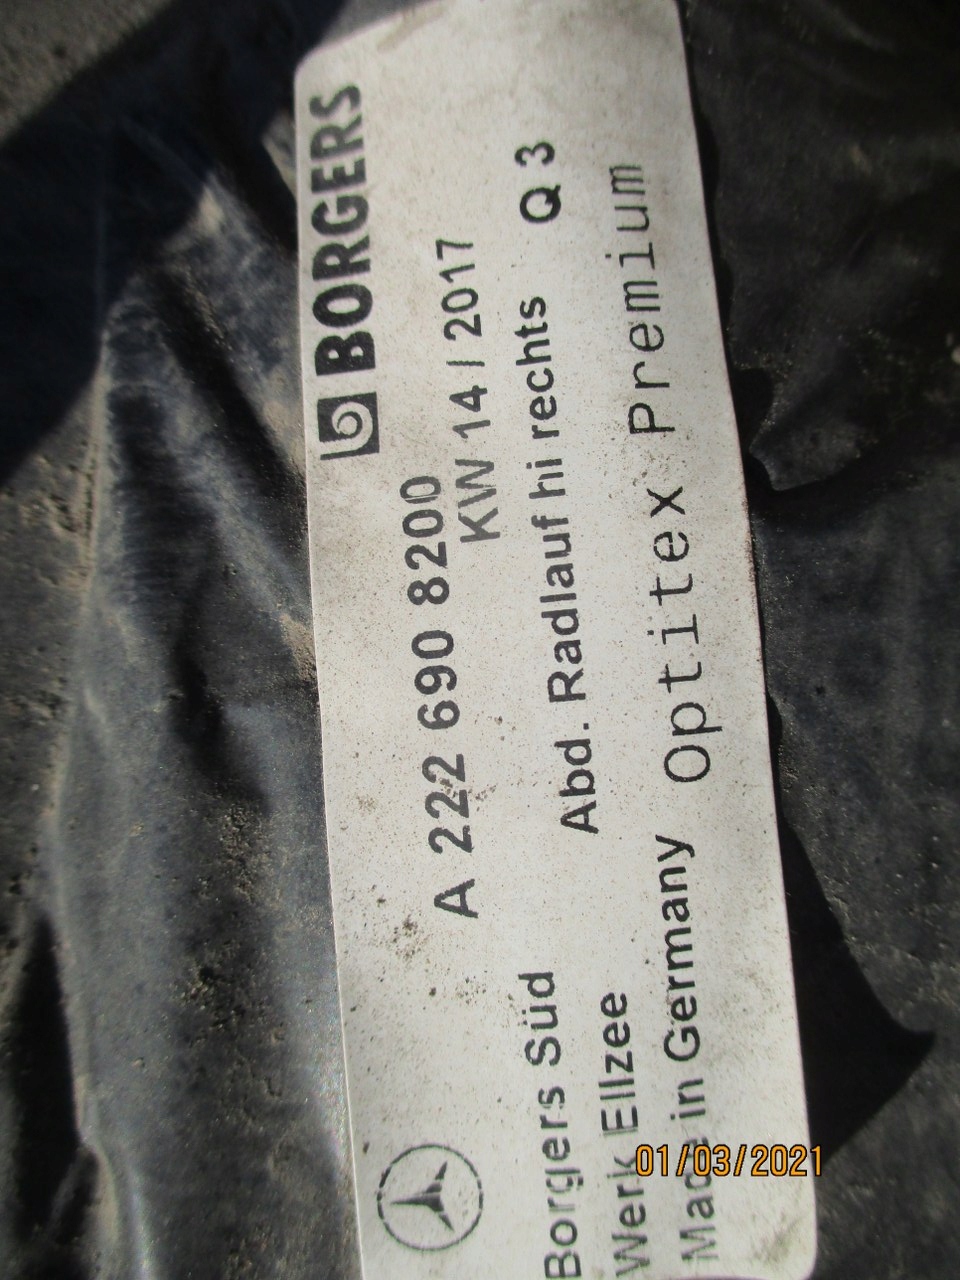 BORGERS
A 222 690 8200
KW 14 / 2017
Borgers Süd Abd. Radlauf hi rechts Q 3
Werk Ellzee
Made in Germany Optitex Premium
01/03/2021